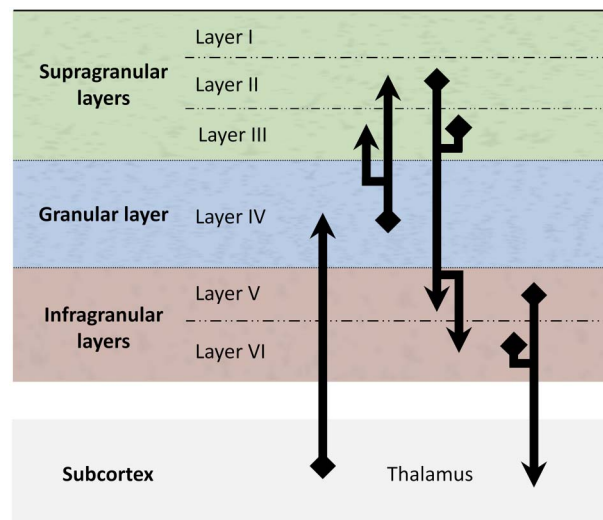 Layer I
Supragranular
layers
Layer II
Layer III
Granular layer
Layer IV
Layer V
Infragranular
layers
Layer VI
Subcortex
Thalamus